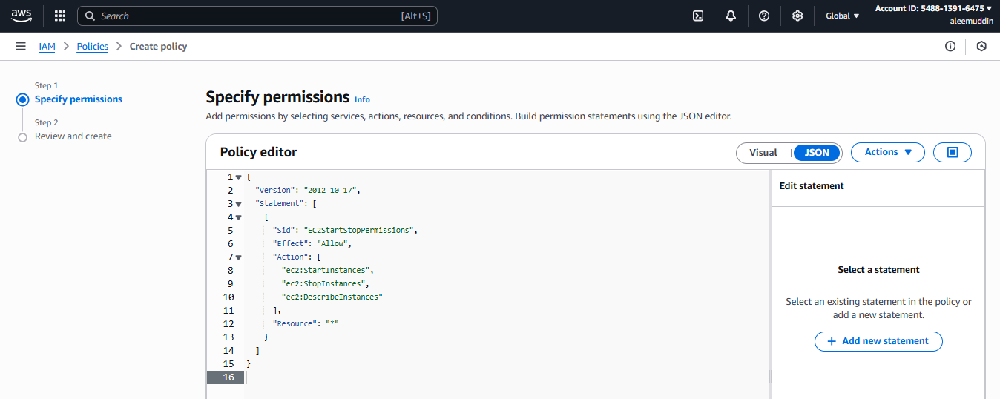 aws
Search
[Alt+S]
Global
Account ID: 5488-1391-6475
aleemuddin
IAM > Policies > Create policy
Step 1
Specify permissions
Step 2
Review and create
Specify permissions Info
Add permissions by selecting services, actions, resources, and conditions. Build permission statements using the JSON editor.
Policy editor
Visual
JSON
Actions
1 {
2 "Version": "2012-10-17",
3 "Statement": [
4 {
5 "Sid": "EC2StartStopPermissions",
6 "Effect": "Allow",
7 "Action": [
8 "ec2:StartInstances",
9 "ec2:StopInstances",
10 "ec2:DescribeInstances"
11 ],
12 "Resource": "*"
13 }
14 ]
15 }
16
Edit statement
Select a statement
Select an existing statement in the policy or
add a new statement.
+ Add new statement